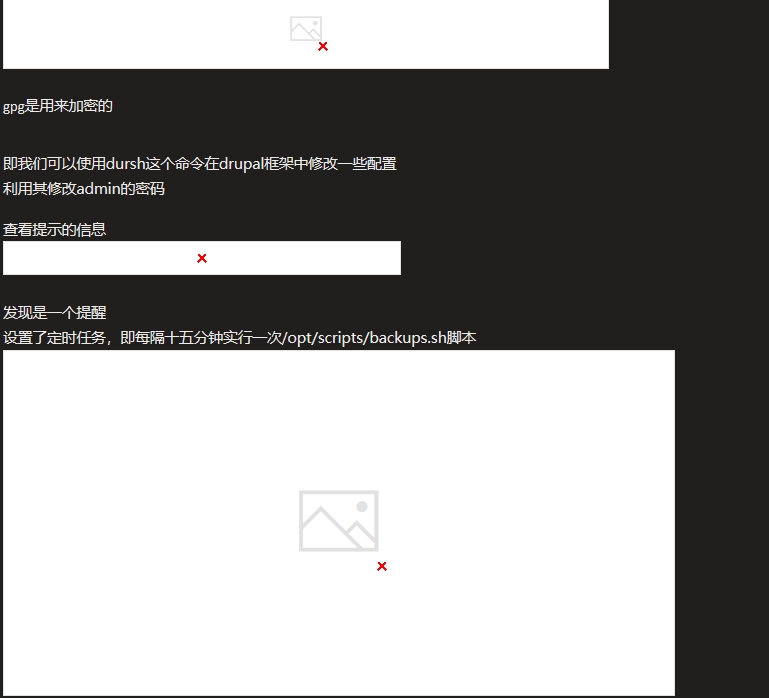 gpg是用来加密的
即我们可以使用dursh这个命令在drupal框架中修改一些配置
利用其修改admin的密码
查看提示的信息
发现是一个提醒
设置了定时任务，即每隔十五分钟实行一次/opt/scripts/backups.sh脚本